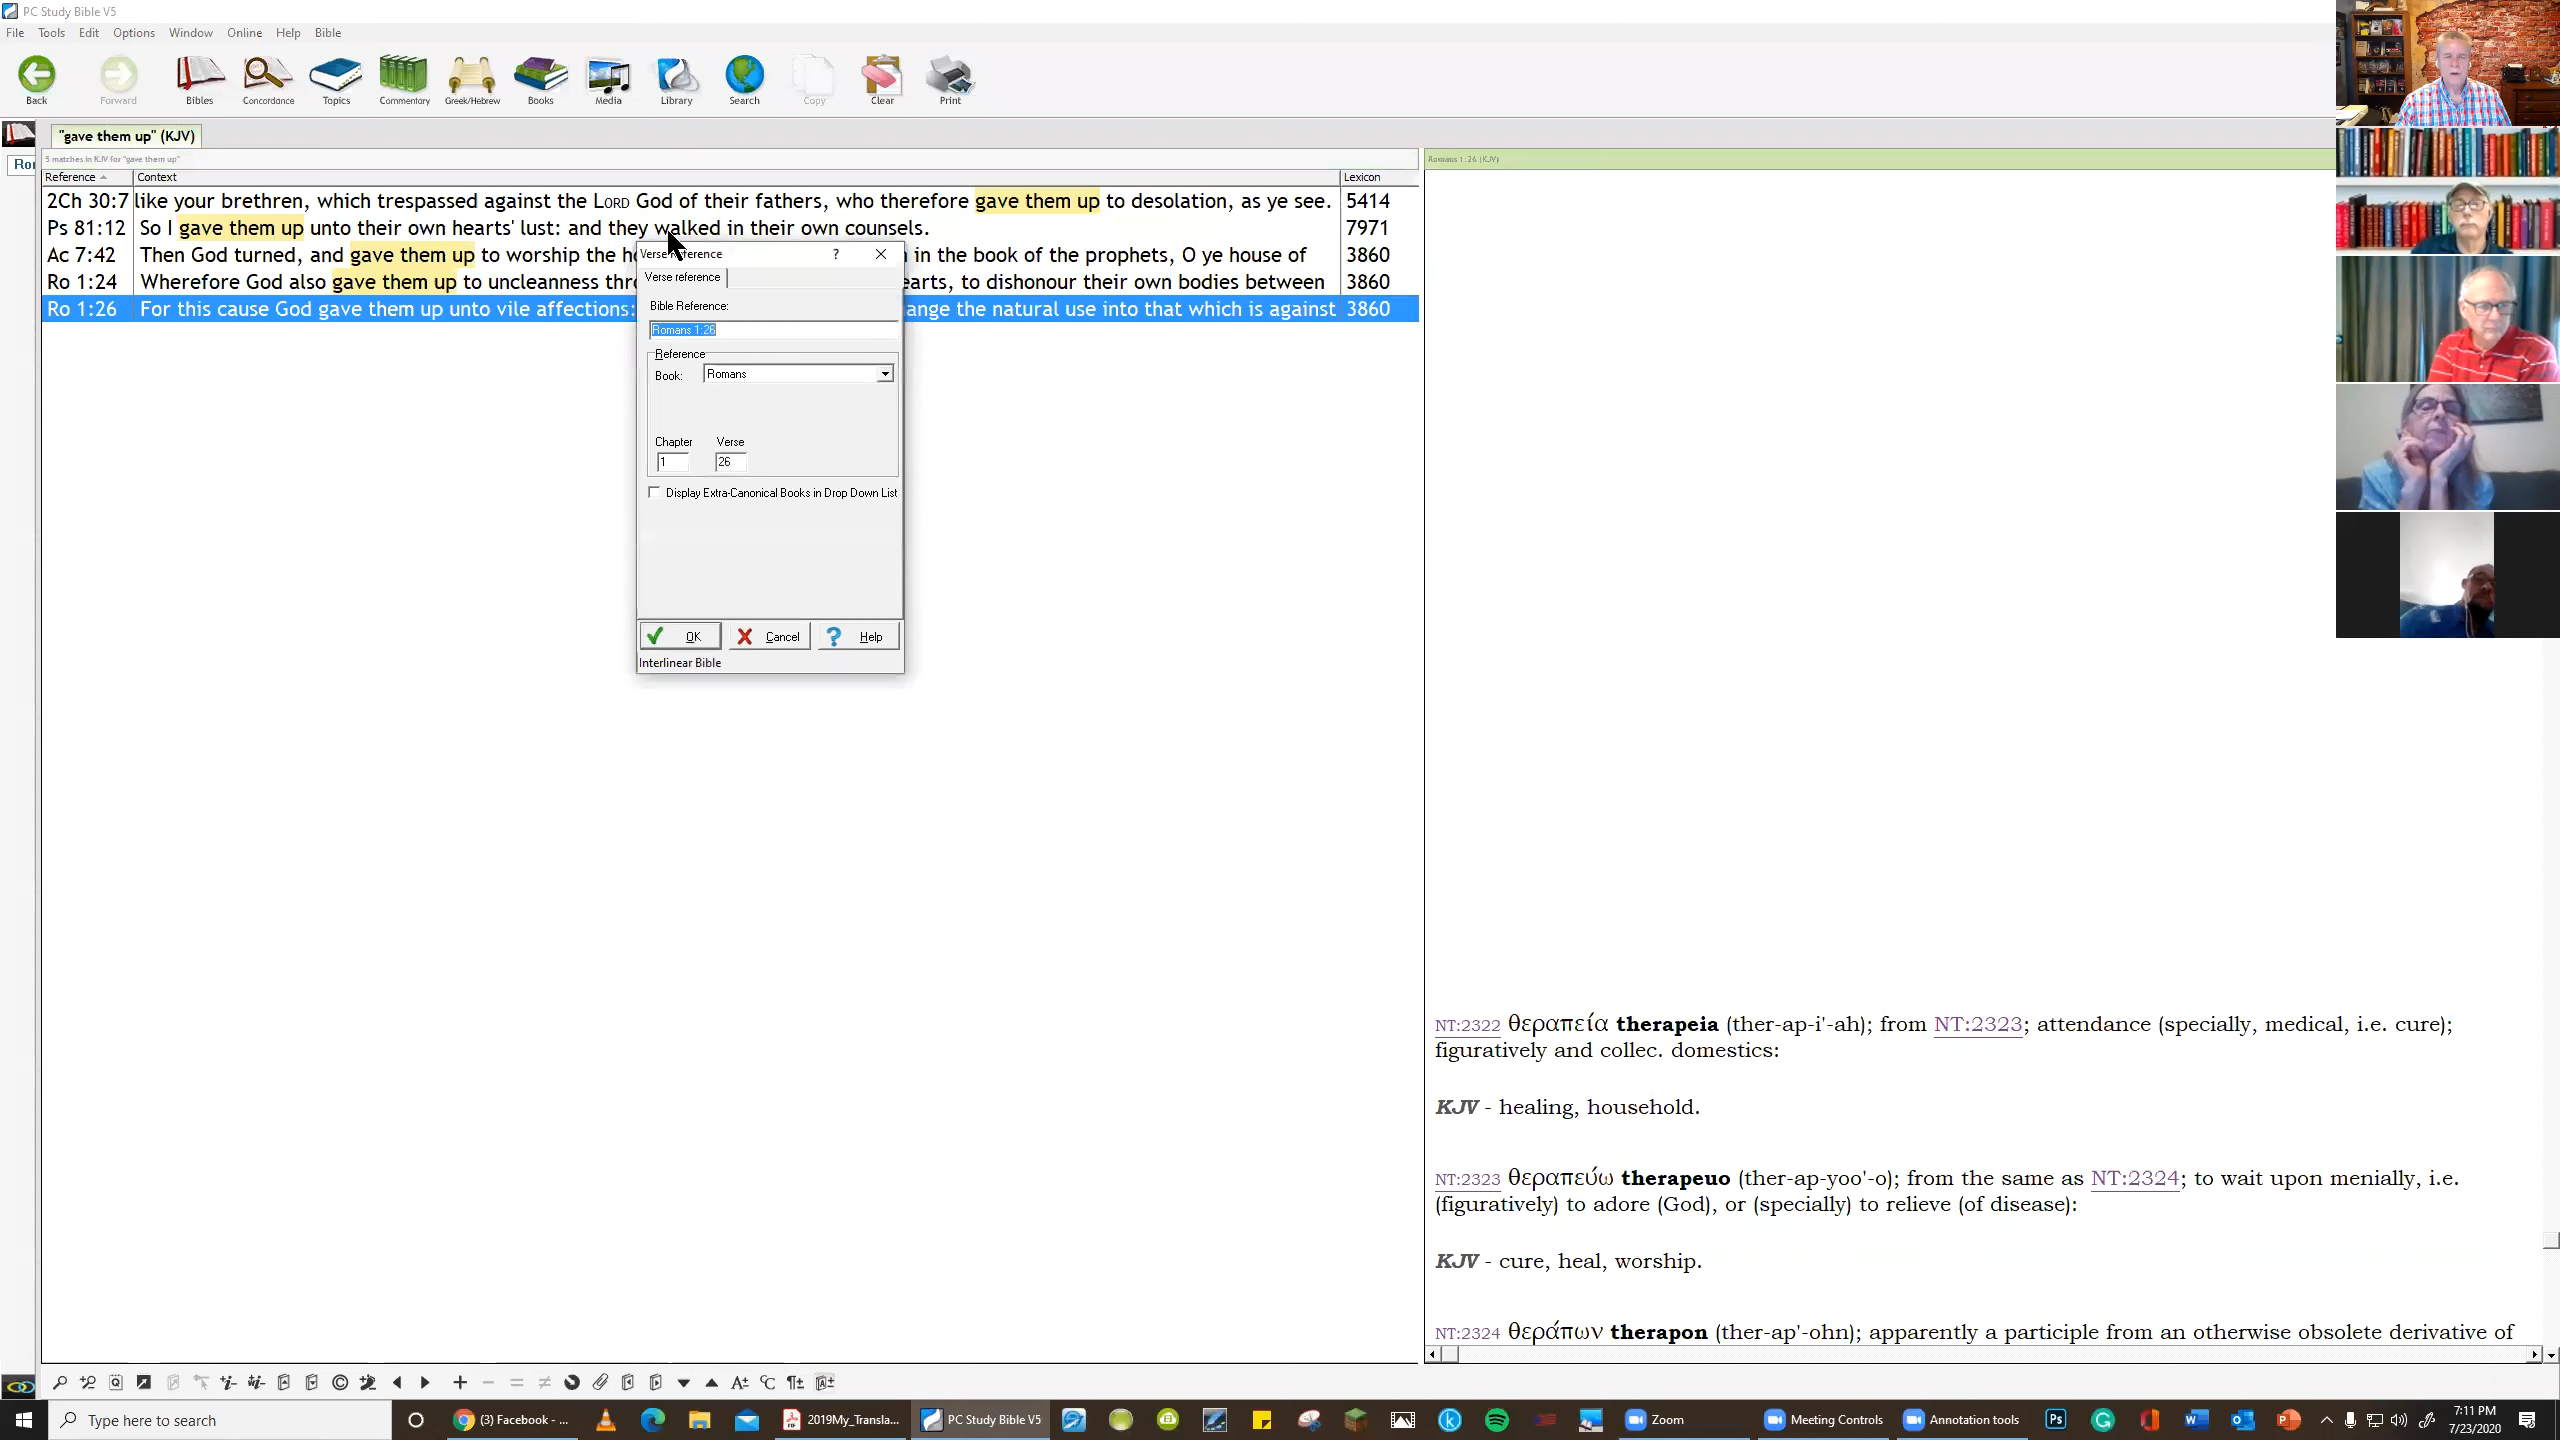 PC Study Bible V5
File Tools Edit Options Window Online Help Bible
Back Forward Bibles Concordance Topics Commentary Greek/Hebrew Books Media Library Search Copy Clear Print
"gave them up" (KJV)
Ro
5 matches in KJV for "gave them up"
Romans 1:26 (KJV)
Reference Context Lexicon
2Ch 30:7 like your brethren, which trespassed against the LORD God of their fathers, who therefore gave them up to desolation, as ye see. 5414
Ps 81:12 So I gave them up unto their own hearts' lust: and they walked in their own counsels. 7971
Ac 7:42 Then God turned, and gave them up to worship the in the book of the prophets, O ye house of 3860
Ro 1:24 Wherefore God also gave them up to uncleanness to dishonour their own bodies between 3860
Ro 1:26 For this cause God gave them up unto vile affections: the natural use into that which is against 3860
Verse Reference ?
Verse reference
Bible Reference:
Romans 1:26
Reference
Book: Romans
Chapter Verse
1 26
Display Extra-Canonical Books in Drop Down List
OK Cancel Help
Interlinear Bible
NT:2322 θεραπεία therapeia (ther-ap-i'-ah); from NT:2323; attendance (specially, medical, i.e. cure);
figuratively and collec. domestics:
KJV - healing, household.
NT:2323 θεραπεύω therapeuo (ther-ap-yoo'-o); from the same as NT:2324; to wait upon menially, i.e.
(figuratively) to adore (God), or (specially) to relieve (of disease):
KJV - cure, heal, worship.
NT:2324 θεράπων therapon (ther-ap'-ohn); apparently a participle from an otherwise obsolete derivative of
Type here to search
(3) Facebook - ...
2019My_Transla...
PC Study Bible V5
Zoom
Meeting Controls
Annotation tools
7:11 PM
7/23/2020